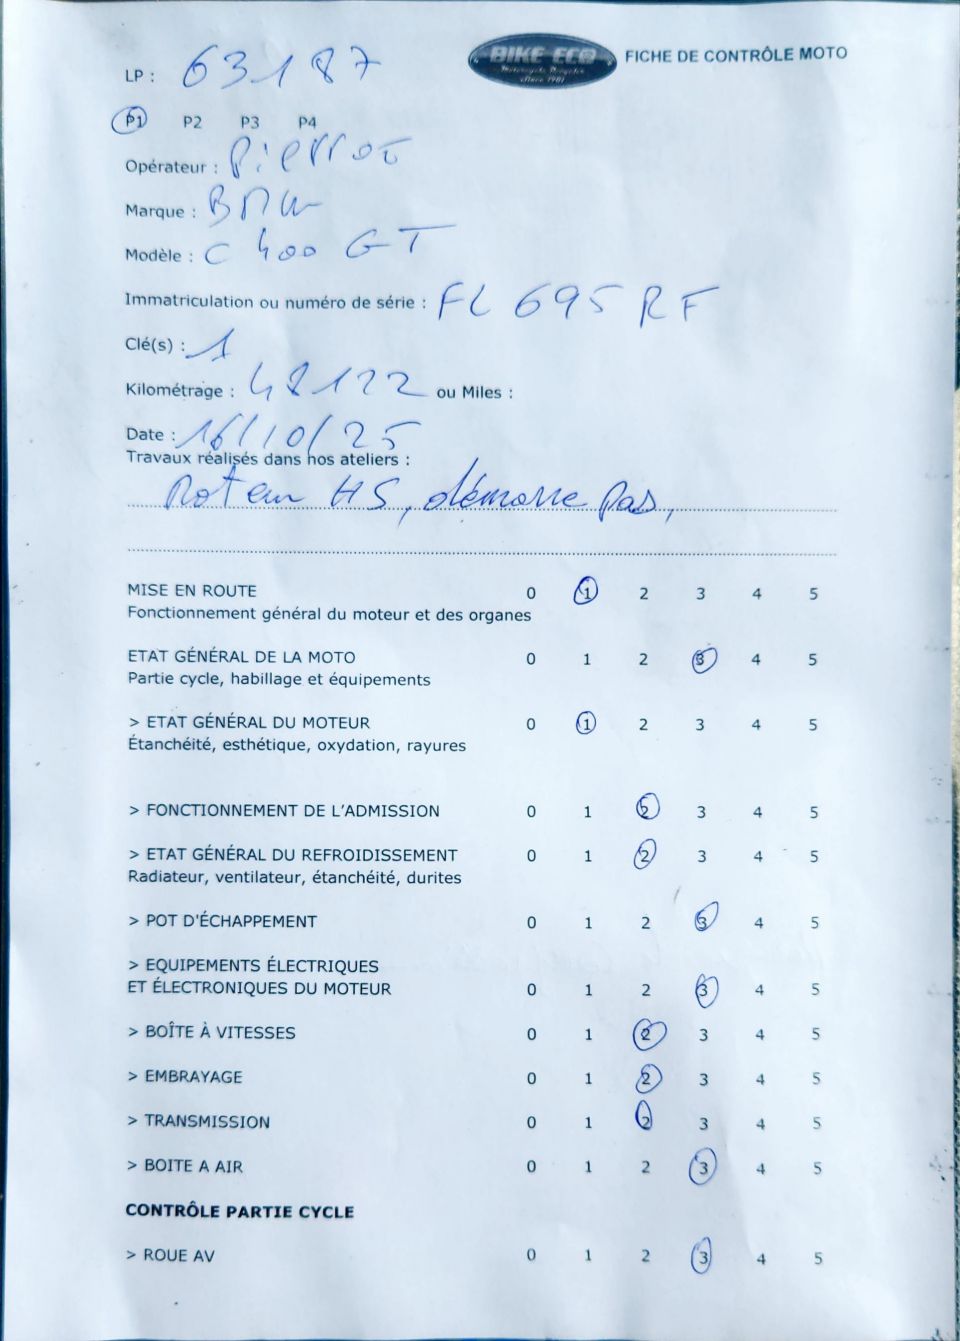 BIKE ECO
Motorcycle Recycler
since 1981
FICHE DE CONTRÔLE MOTO
LP : 63187
P1 P2 P3 P4
Opérateur : Pierrot
Marque : BMW
Modèle : C 400 GT
Immatriculation ou numéro de série : FL 695 RF
Clé(s) : 1
Kilométrage : 48122 ou Miles :
Date : 16/10/25
Travaux réalisés dans nos ateliers :
Moteur HS, démarre pas,
MISE EN ROUTE 0 1 2 3 4 5
Fonctionnement général du moteur et des organes
ETAT GÉNÉRAL DE LA MOTO 0 1 2 3 4 5
Partie cycle, habillage et équipements
> ETAT GÉNÉRAL DU MOTEUR 0 1 2 3 4 5
Étanchéité, esthétique, oxydation, rayures
> FONCTIONNEMENT DE L'ADMISSION 0 1 2 3 4 5
> ETAT GÉNÉRAL DU REFROIDISSEMENT 0 1 2 3 4 5
Radiateur, ventilateur, étanchéité, durites
> POT D'ÉCHAPPEMENT 0 1 2 3 4 5
> EQUIPEMENTS ÉLECTRIQUES
ET ÉLECTRONIQUES DU MOTEUR 0 1 2 3 4 5
> BOÎTE À VITESSES 0 1 2 3 4 5
> EMBRAYAGE 0 1 2 3 4 5
> TRANSMISSION 0 1 2 3 4 5
> BOITE A AIR 0 1 2 3 4 5
CONTRÔLE PARTIE CYCLE
> ROUE AV 0 1 2 3 4 5